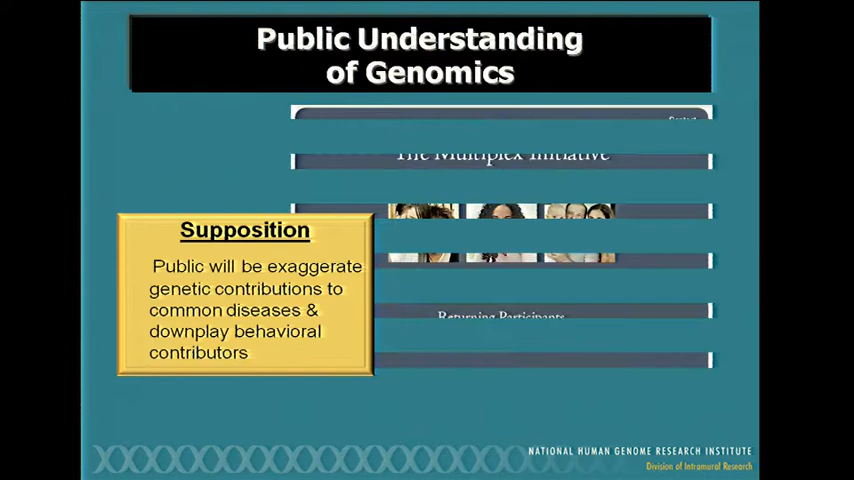 Public Understanding
of Genomics
Contact
The Multiplex Initiative
Supposition
Public will be exaggerate
genetic contributions to
common diseases &
downplay behavioral
contributors
Returning Participants
NATIONAL HUMAN GENOME RESEARCH INSTITUTE
Division of Intramural Research